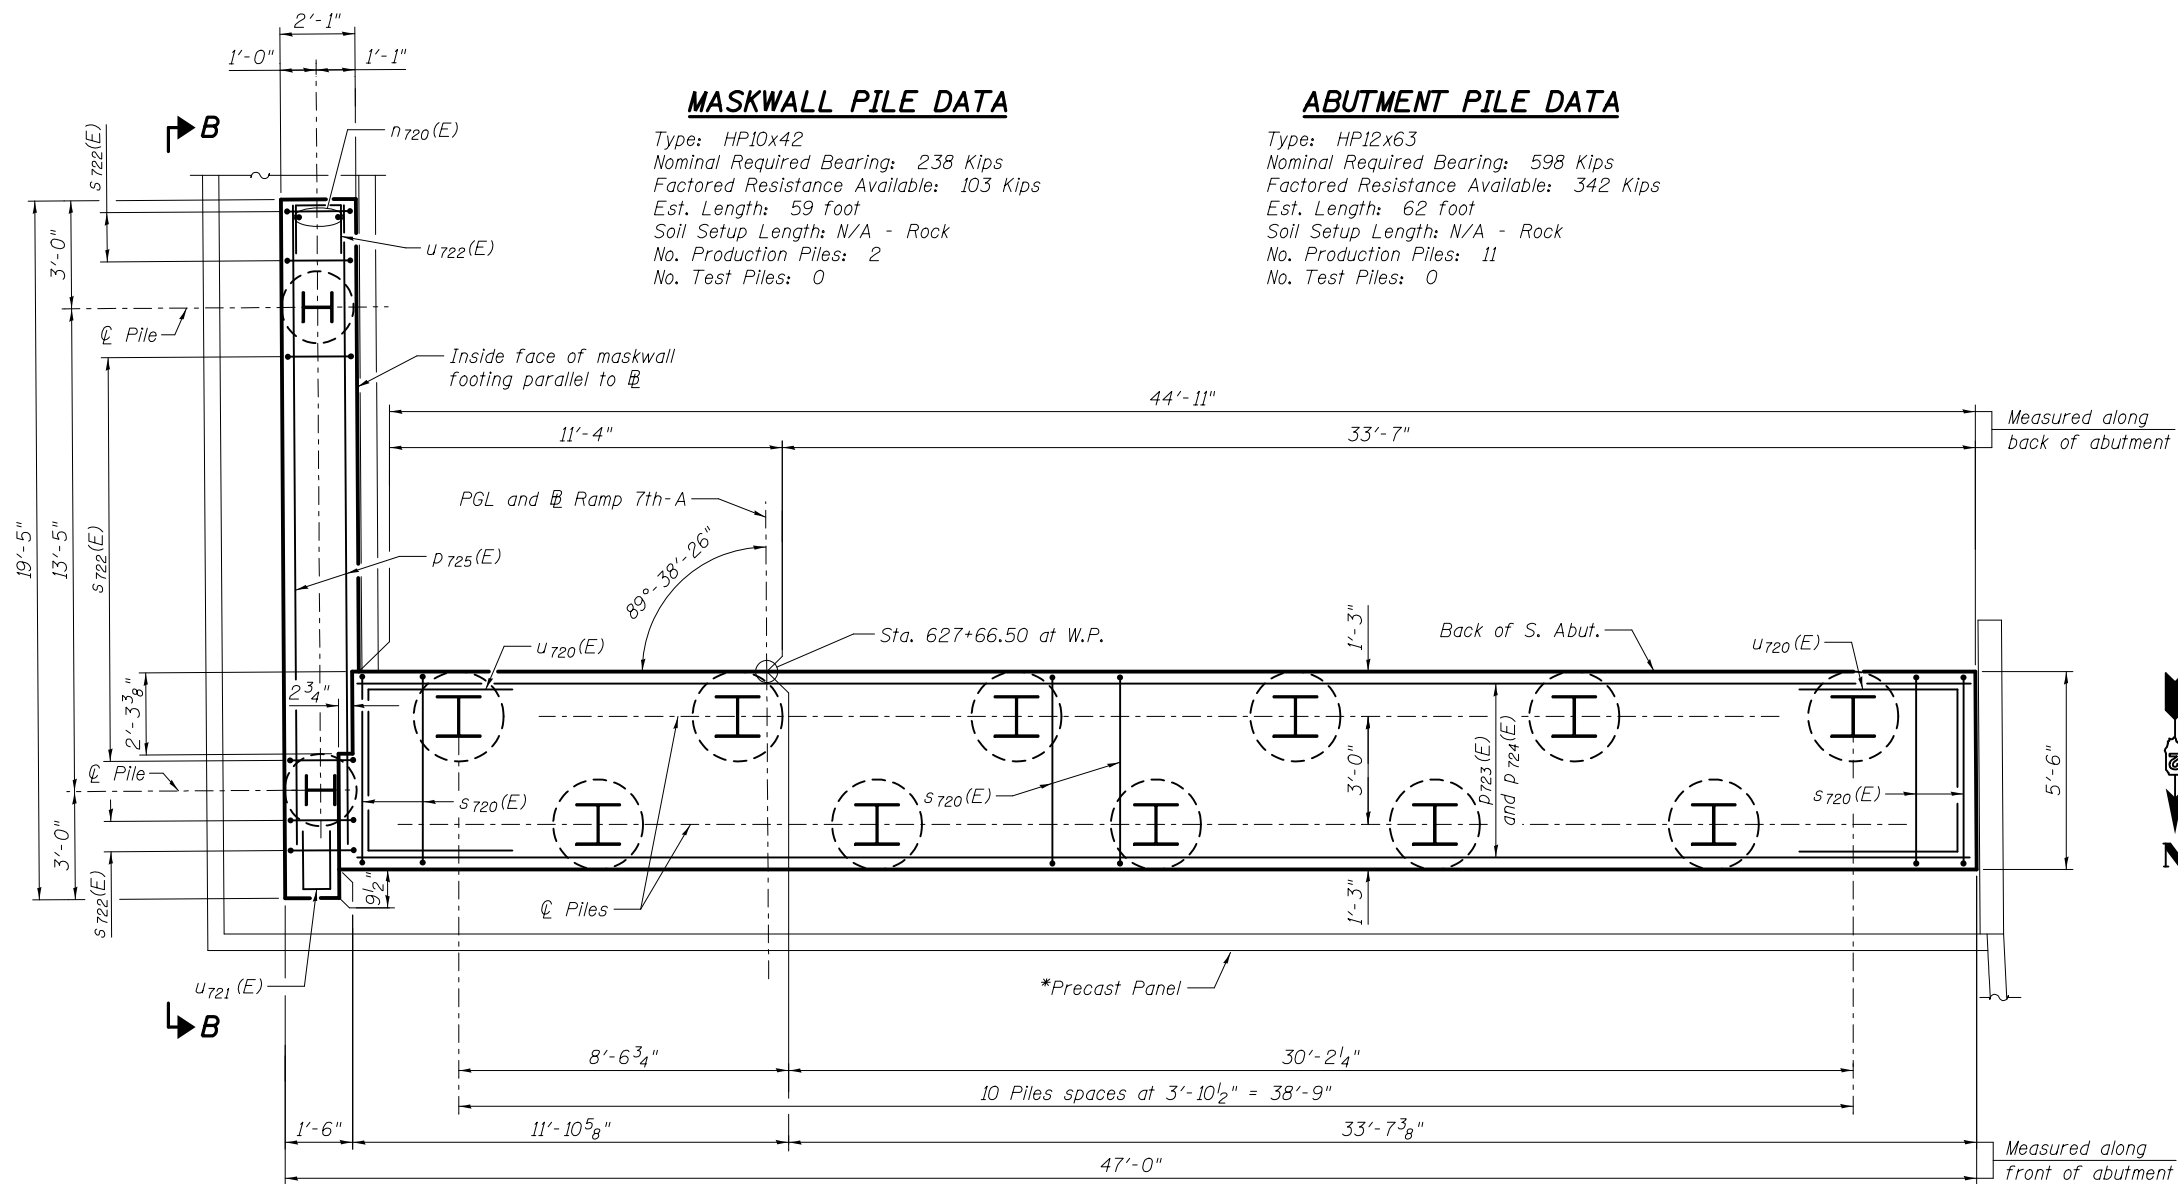 2'-1"
1'-0" 1'-1"
B
n720(E)
s722(E)
3'-0"
u722(E)
℄ Pile
MASKWALL PILE DATA
Type: HP10x42
Nominal Required Bearing: 238 Kips
Factored Resistance Available: 103 Kips
Est. Length: 59 foot
Soil Setup Length: N/A - Rock
No. Production Piles: 2
No. Test Piles: 0
ABUTMENT PILE DATA
Type: HP12x63
Nominal Required Bearing: 598 Kips
Factored Resistance Available: 342 Kips
Est. Length: 62 foot
Soil Setup Length: N/A - Rock
No. Production Piles: 11
No. Test Piles: 0
Inside face of maskwall
footing parallel to BL
44'-11"
11'-4" 33'-7"
Measured along
back of abutment
PGL and BL Ramp 7th-A
89°-38'-26"
19'-5"
13'-5"
s722(E)
p725(E)
u720(E)
Sta. 627+66.50 at W.P.
1'-3"
Back of S. Abut.
u720(E)
2 3/4"
2'-3 3/8"
℄ Pile
s720(E)
s720(E)
3'-0"
p723(E)
and p724(E)
s720(E)
5'-6"
N
3'-0"
s722(E)
9 1/2"
℄ Piles
1'-3"
u721(E)
*Precast Panel
B
8'-6 3/4" 30'-2 1/4"
10 Piles spaces at 3'-10 1/2" = 38'-9"
1'-6" 11'-10 5/8" 33'-7 3/8"
47'-0"
Measured along
front of abutment